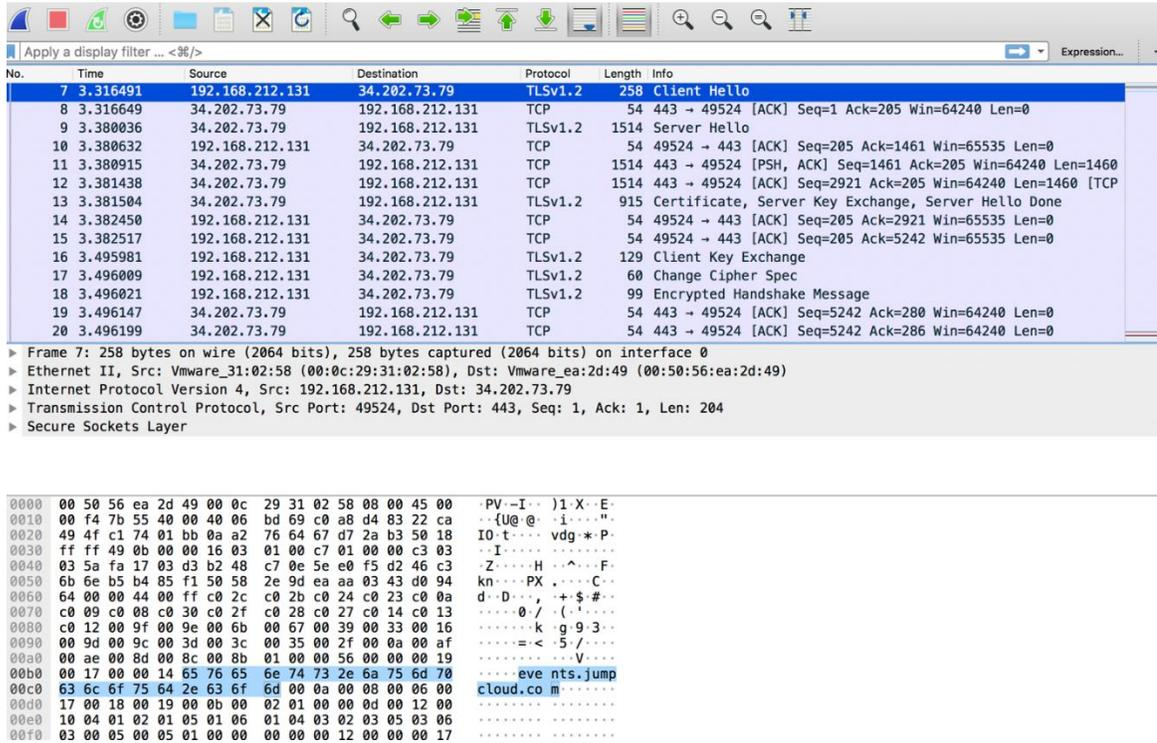 Apply a display filter ... <⌘/> Expression...
No. Time Source Destination Protocol Length Info
7 3.316491 192.168.212.131 34.202.73.79 TLSv1.2 258 Client Hello
8 3.316649 34.202.73.79 192.168.212.131 TCP 54 443 → 49524 [ACK] Seq=1 Ack=205 Win=64240 Len=0
9 3.380036 34.202.73.79 192.168.212.131 TLSv1.2 1514 Server Hello
10 3.380632 192.168.212.131 34.202.73.79 TCP 54 49524 → 443 [ACK] Seq=205 Ack=1461 Win=65535 Len=0
11 3.380915 34.202.73.79 192.168.212.131 TCP 1514 443 → 49524 [PSH, ACK] Seq=1461 Ack=205 Win=64240 Len=1460
12 3.381438 34.202.73.79 192.168.212.131 TCP 1514 443 → 49524 [ACK] Seq=2921 Ack=205 Win=64240 Len=1460 [TCP
13 3.381504 34.202.73.79 192.168.212.131 TLSv1.2 915 Certificate, Server Key Exchange, Server Hello Done
14 3.382450 192.168.212.131 34.202.73.79 TCP 54 49524 → 443 [ACK] Seq=205 Ack=2921 Win=65535 Len=0
15 3.382517 192.168.212.131 34.202.73.79 TCP 54 49524 → 443 [ACK] Seq=205 Ack=5242 Win=65535 Len=0
16 3.495981 192.168.212.131 34.202.73.79 TLSv1.2 129 Client Key Exchange
17 3.496009 192.168.212.131 34.202.73.79 TLSv1.2 60 Change Cipher Spec
18 3.496021 192.168.212.131 34.202.73.79 TLSv1.2 99 Encrypted Handshake Message
19 3.496147 34.202.73.79 192.168.212.131 TCP 54 443 → 49524 [ACK] Seq=5242 Ack=280 Win=64240 Len=0
20 3.496199 34.202.73.79 192.168.212.131 TCP 54 443 → 49524 [ACK] Seq=5242 Ack=286 Win=64240 Len=0
Frame 7: 258 bytes on wire (2064 bits), 258 bytes captured (2064 bits) on interface 0
Ethernet II, Src: Vmware_31:02:58 (00:0c:29:31:02:58), Dst: Vmware_ea:2d:49 (00:50:56:ea:2d:49)
Internet Protocol Version 4, Src: 192.168.212.131, Dst: 34.202.73.79
Transmission Control Protocol, Src Port: 49524, Dst Port: 443, Seq: 1, Ack: 1, Len: 204
Secure Sockets Layer
0000 00 50 56 ea 2d 49 00 0c 29 31 02 58 08 00 45 00 ·PV·-I·· )1·X··E·
0010 00 f4 7b 55 40 00 40 06 bd 69 c0 a8 d4 83 22 ca ··{U@·@· ·i····"·
0020 49 4f c1 74 01 bb 0a a2 76 64 67 d7 2a b3 50 18 IO·t···· vdg·*·P·
0030 ff ff 49 0b 00 00 16 03 01 00 c7 01 00 00 c3 03 ··I····· ········
0040 03 5a fa 17 03 d3 b2 48 c7 0e 5e e0 f5 d2 46 c3 ·Z·····H ··^···F·
0050 6b 6e b5 b4 85 f1 50 58 2e 9d ea aa 03 43 d0 94 kn····PX .····C··
0060 64 00 00 44 00 ff c0 2c c0 2b c0 24 c0 23 c0 0a d··D···, ·+·$·#··
0070 c0 09 c0 08 c0 30 c0 2f c0 28 c0 27 c0 14 c0 13 ·····0·/ ·(·'····
0080 c0 12 00 9f 00 9e 00 6b 00 67 00 39 00 33 00 16 ·······k ·g·9·3··
0090 00 9d 00 9c 00 3d 00 3c 00 35 00 2f 00 0a 00 af ·····=·< ·5·/····
00a0 00 ae 00 8d 00 8c 00 8b 01 00 00 56 00 00 00 19 ········ ···V····
00b0 00 17 00 00 14 65 76 65 6e 74 73 2e 6a 75 6d 70 ·····eve nts.jump
00c0 63 6c 6f 75 64 2e 63 6f 6d 00 0a 00 08 00 06 00 cloud.co m·······
00d0 17 00 18 00 19 00 0b 00 02 01 00 00 0d 00 12 00 ········ ········
00e0 10 04 01 02 01 05 01 06 01 04 03 02 03 05 03 06 ········ ········
00f0 03 00 05 00 05 01 00 00 00 00 00 12 00 00 00 17 ········ ········